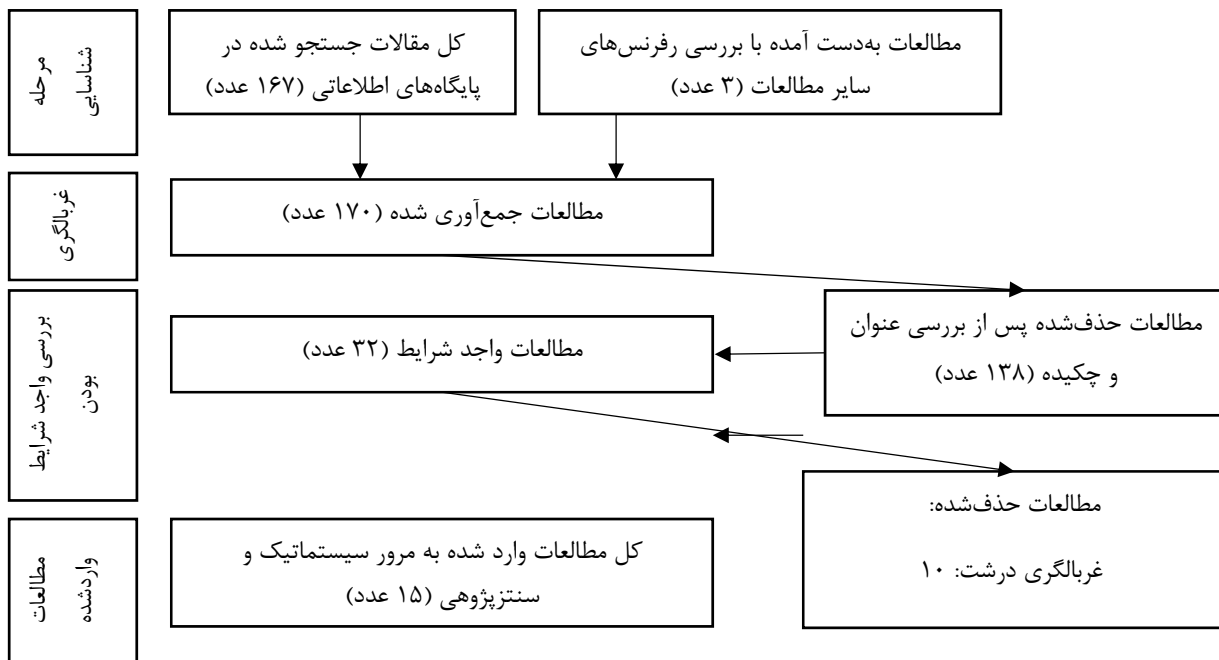 مرحله
شناسایی
کل مقالات جستجو شده در
پایگاه‌های اطلاعاتی (۱۶۷ عدد)
مطالعات به‌دست آمده با بررسی رفرنس‌های
سایر مطالعات (۳ عدد)
غربالگری
مطالعات جمع‌آوری شده (۱۷۰ عدد)
بررسی واجد شرایط
بودن
مطالعات واجد شرایط (۳۲ عدد)
مطالعات حذف‌شده پس از بررسی عنوان
و چکیده (۱۳۸ عدد)
مطالعات حذف‌شده:
غربالگری درشت: ۱۰
مطالعات
واردشده
کل مطالعات وارد شده به مرور سیستماتیک و
سنتزپژوهی (۱۵ عدد)